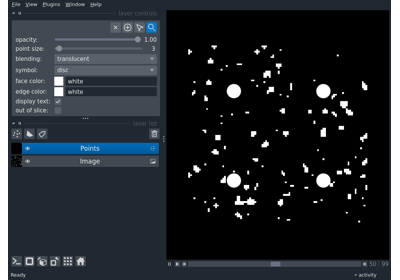 File View Plugins Window Help
layer controls
opacity: 1.00
point size: 3
blending: translucent
symbol: disc
face color: white
edge color: white
display text: ✓
out of slice:
layer list
Points
Image
Ready
50 | 99
activity